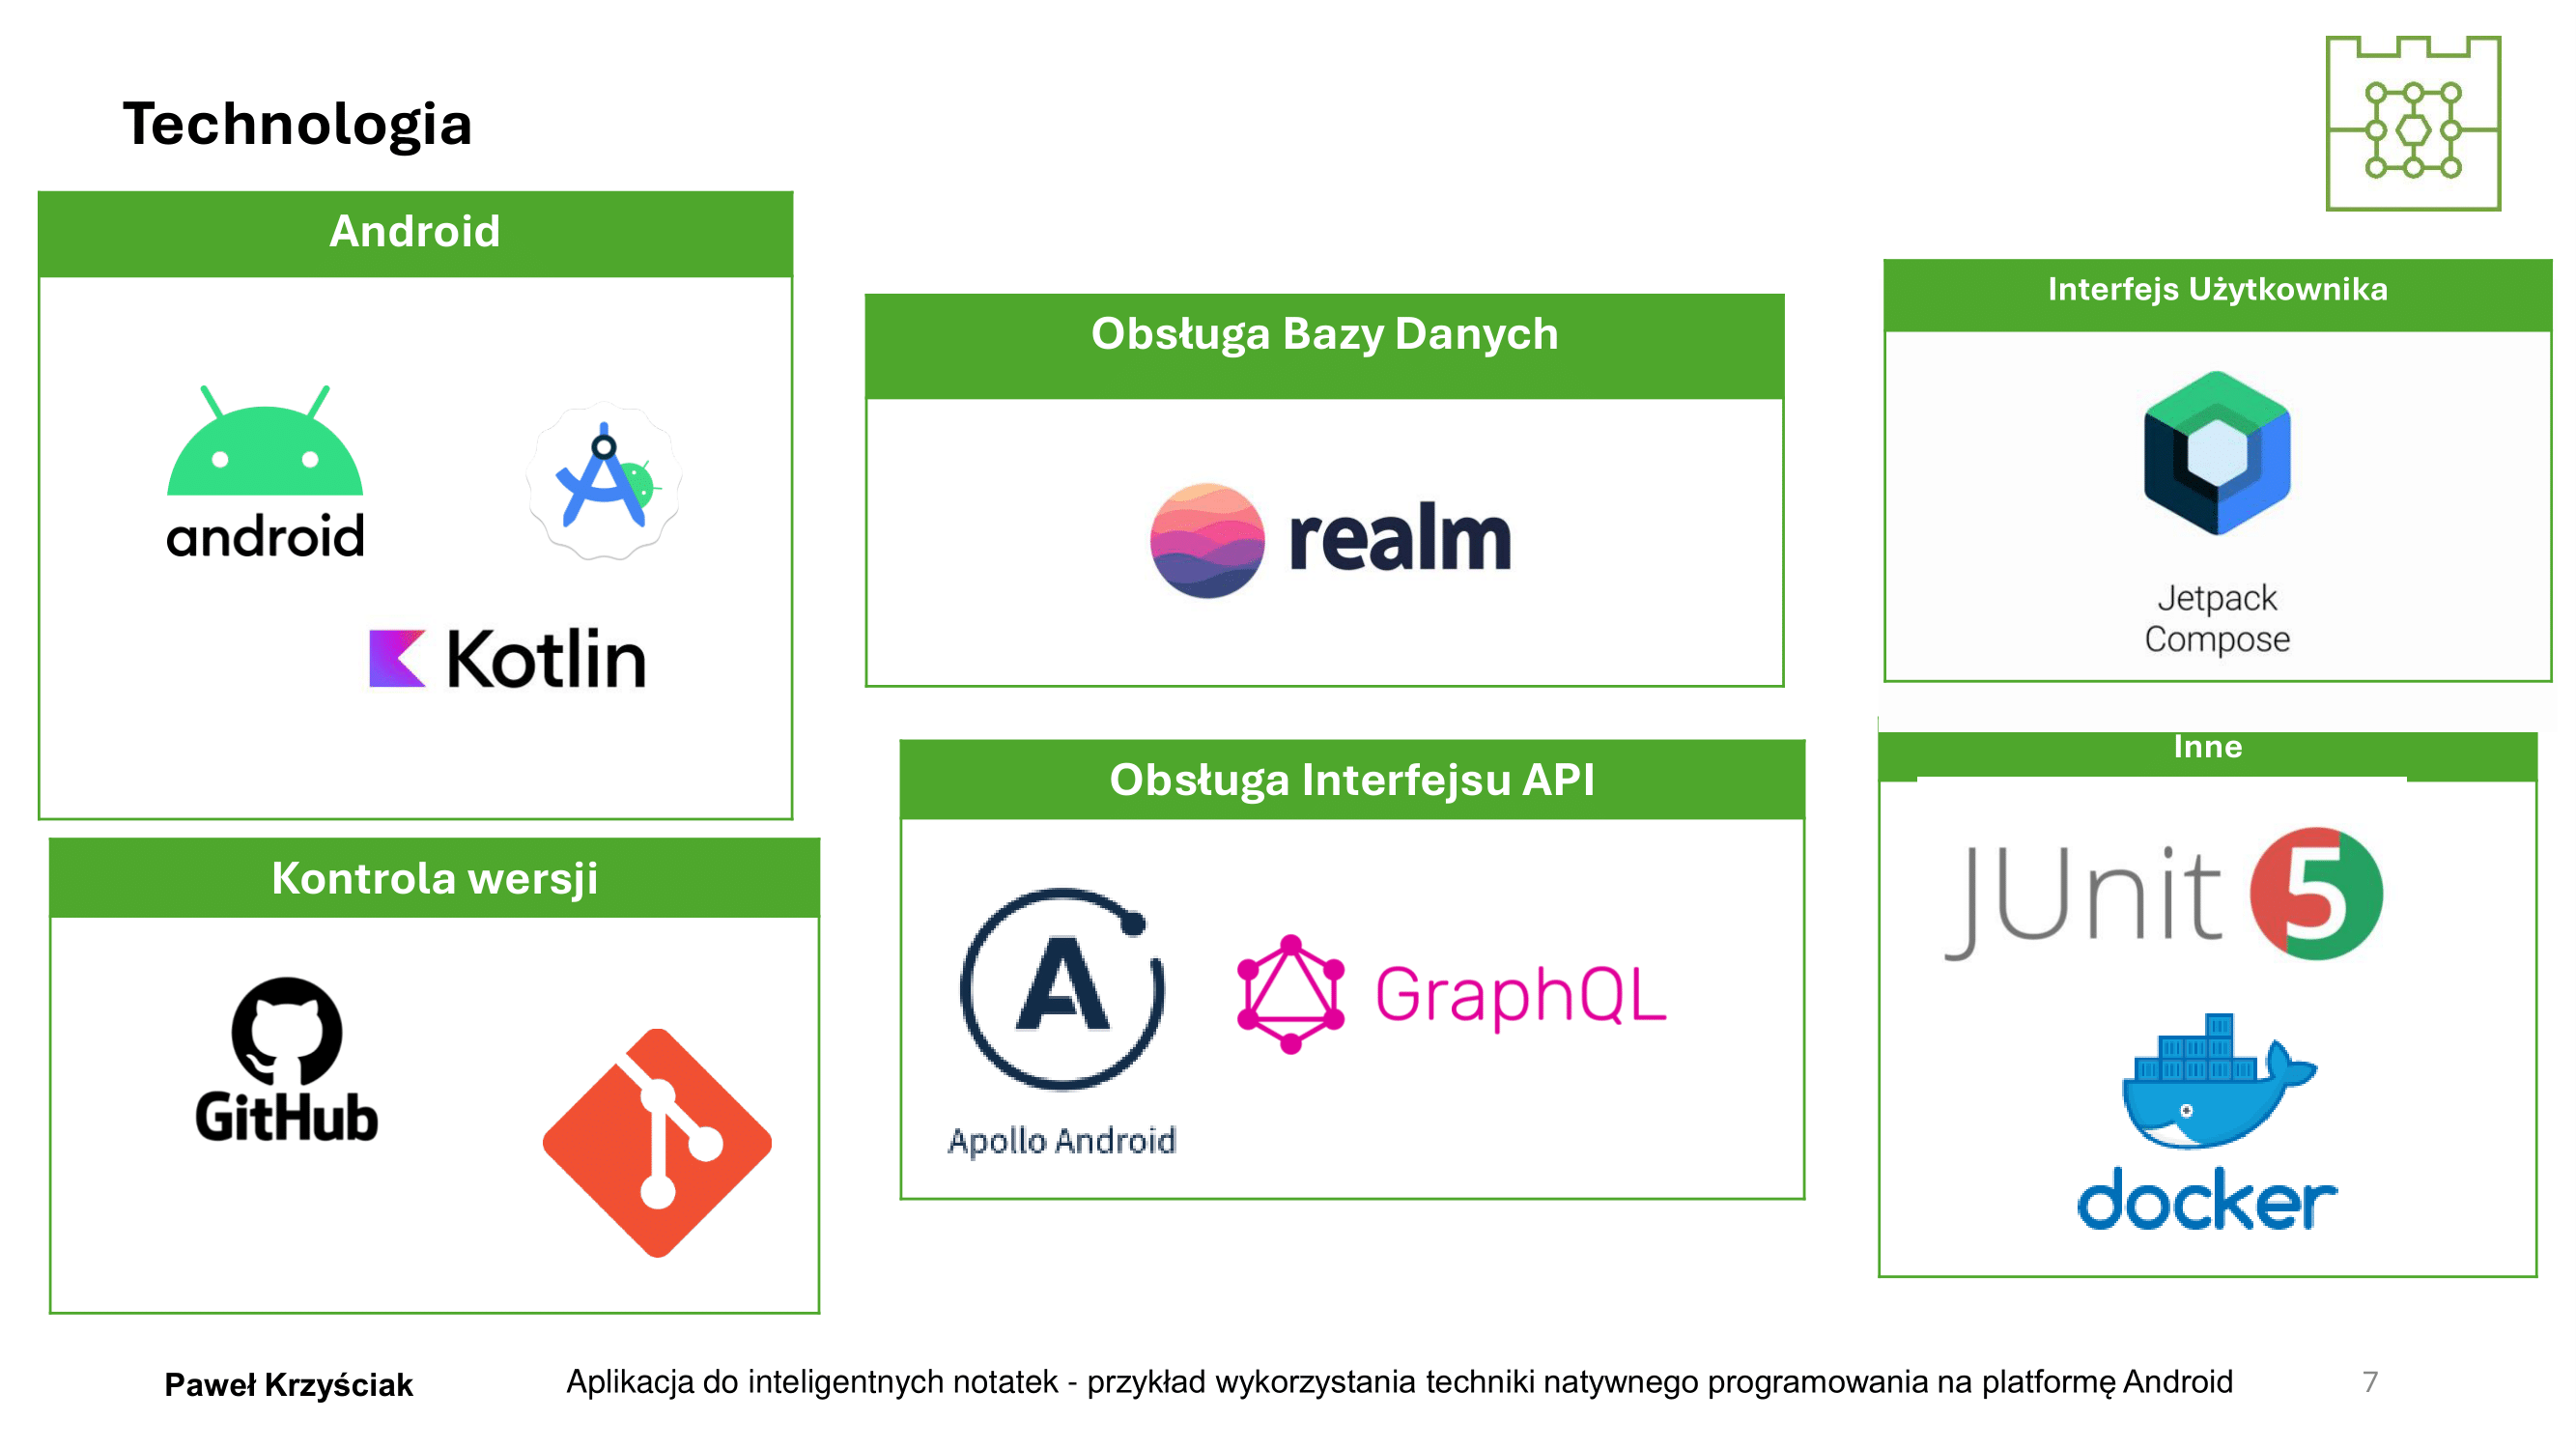 Technologia
Android
android
Kotlin
Kontrola wersji
GitHub
Obsługa Bazy Danych
realm
Obsługa Interfejsu API
A
Apollo Android
GraphQL
Interfejs Użytkownika
Jetpack
Compose
Inne
JUnit 5
docker
Paweł Krzyściak
Aplikacja do inteligentnych notatek - przykład wykorzystania techniki natywnego programowania na platformę Android
7